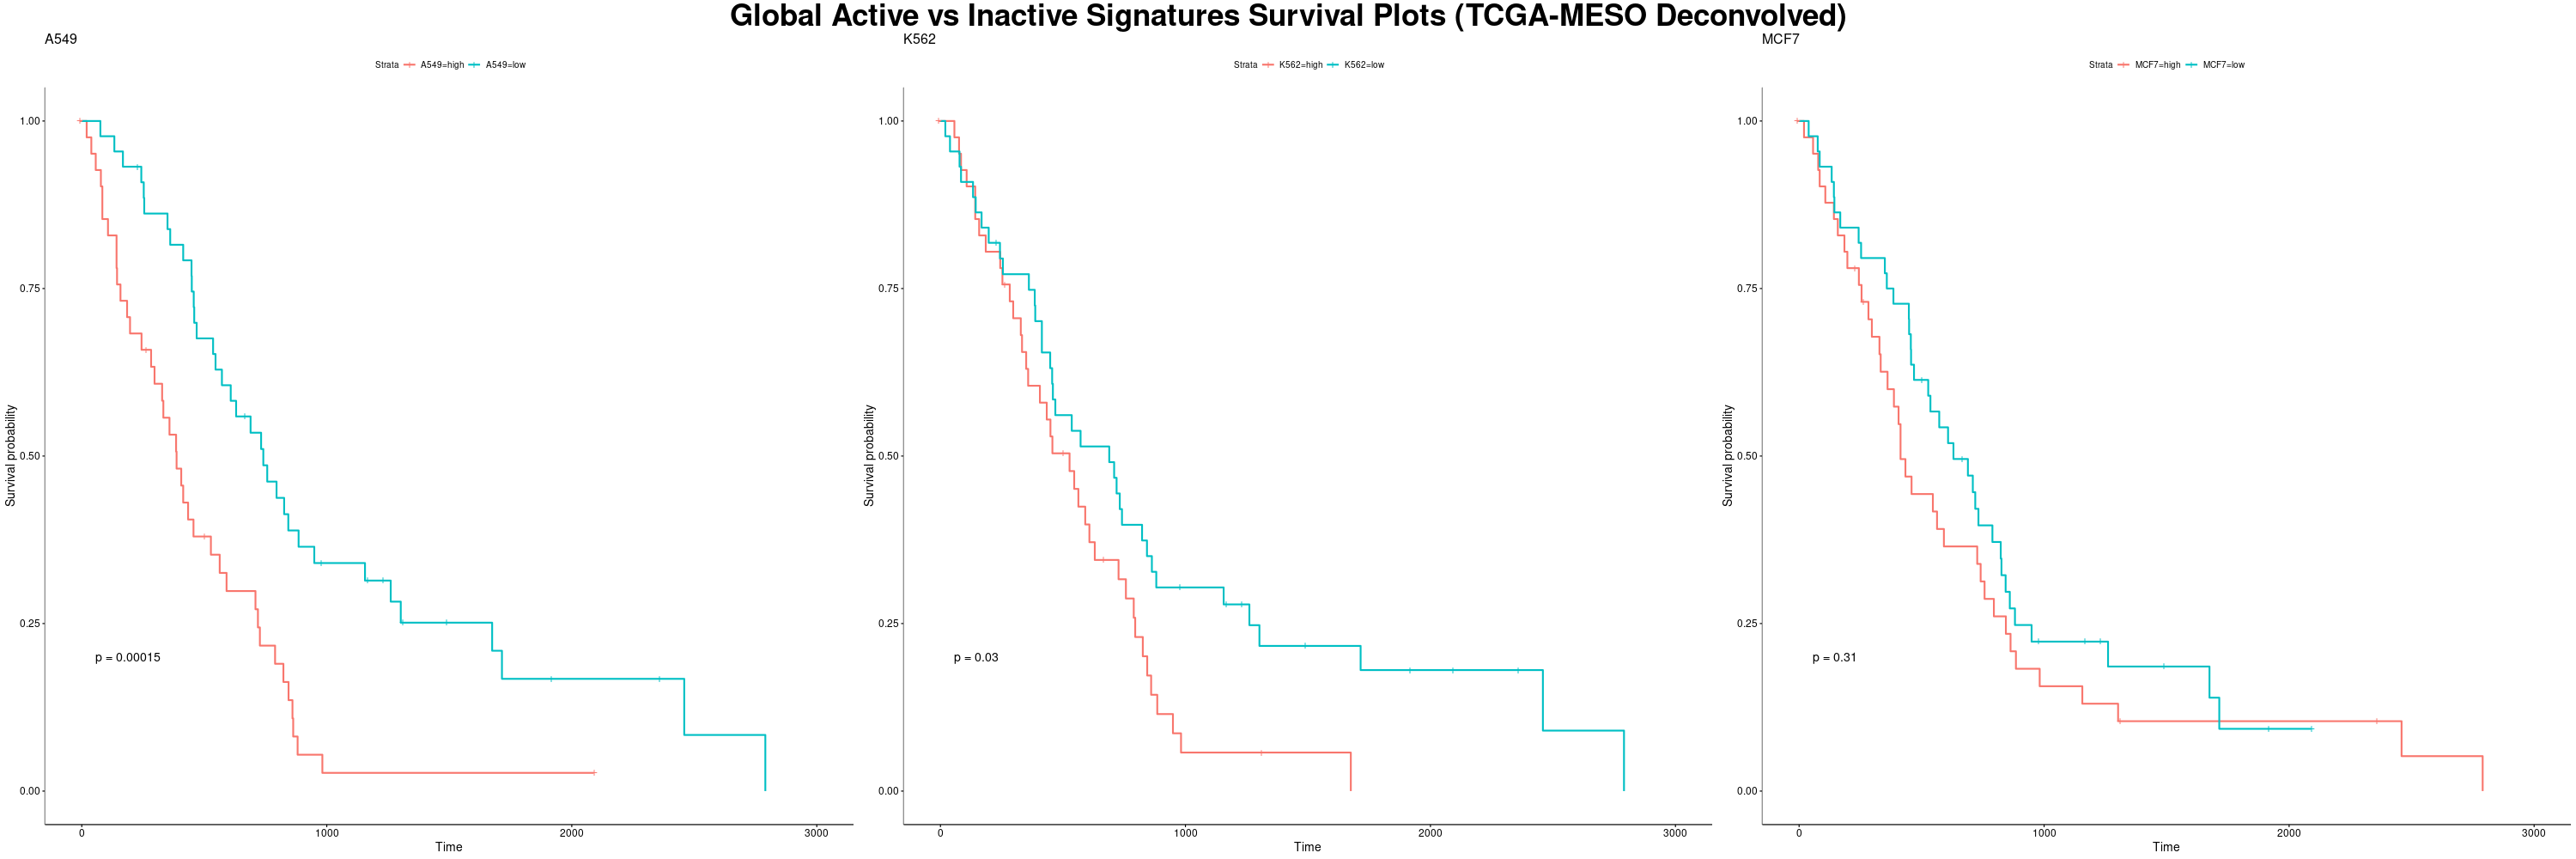 Global Active vs Inactive Signatures Survival Plots (TCGA-MESO Deconvolved)
A549
Strata A549=high A549=low
Survival probability
1.00
0.75
0.50
0.25
0.00
p = 0.00015
0 1000 2000 3000
Time
K562
Strata K562=high K562=low
Survival probability
1.00
0.75
0.50
0.25
0.00
p = 0.03
0 1000 2000 3000
Time
MCF7
Strata MCF7=high MCF7=low
Survival probability
1.00
0.75
0.50
0.25
0.00
p = 0.31
0 1000 2000 3000
Time